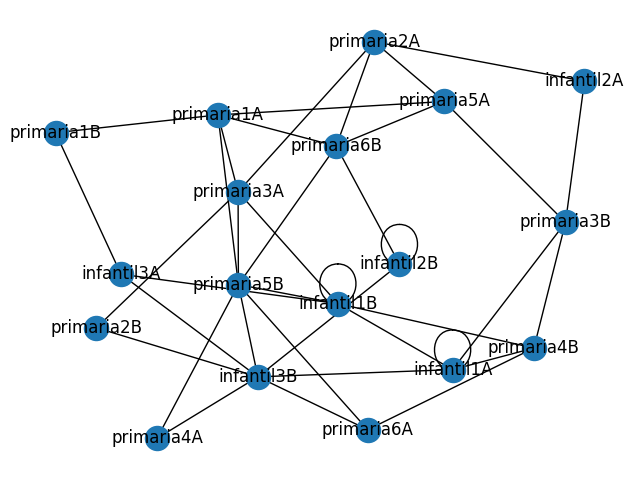 primaria2A
infantil2A
primaria5A
primaria1A
primaria1B
primaria6B
primaria3A
primaria3B
infantil2B
infantil3A
primaria5B
infantil1B
primaria2B
primaria4B
infantil1A
infantil3B
primaria6A
primaria4A